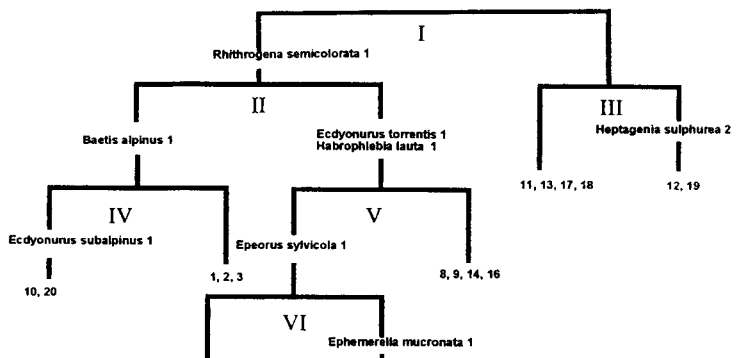 I
Rhithrogena semicolorata 1
II
III
Baetis alpinus 1
Ecdyonurus torrentis 1
Habrophlebia lauta 1
Heptagenia sulphurea 2
11, 13, 17, 18
12, 19
IV
V
Ecdyonurus subalpinus 1
Epeorus sylvicola 1
1, 2, 3
8, 9, 14, 16
10, 20
VI
Ephemerella mucronata 1